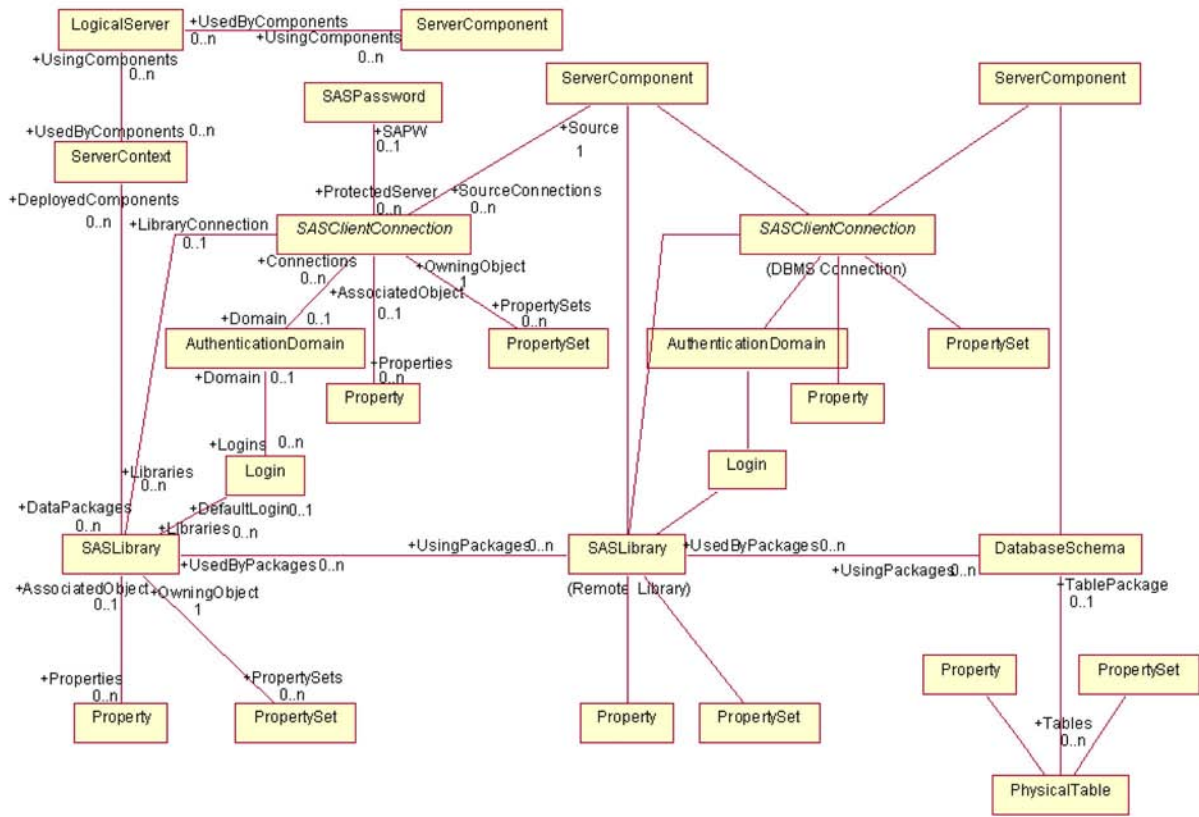 LogicalServer
+UsedByComponents
0..n
+UsingComponents
0..n
ServerComponent
+UsingComponents
0..n
+UsedByComponents
0..n
ServerContext
+DeployedComponents
0..n
SASPassword
+SAPW
0..1
ServerComponent
+Source
1
ServerComponent
+ProtectedServer
0..n
+SourceConnections
0..n
+LibraryConnection
0..1
SASClientConnection
SASClientConnection
(DBMS Connection)
+Connections
0..n
+OwningObject
1
+AssociatedObject
0..1
+PropertySets
0..n
+Domain
0..1
AuthenticationDomain
PropertySet
AuthenticationDomain
PropertySet
+Domain
0..1
+Properties
0..n
Property
Property
+Logins
0..n
Login
Login
+Libraries
0..n
+DefaultLogin
0..1
+DataPackages
0..n
+Libraries
0..n
SASLibrary
+UsedByPackages
0..n
+UsingPackages
0..n
SASLibrary
(Remote Library)
+UsedByPackages
0..n
+UsingPackages
0..n
DatabaseSchema
+AssociatedObject
0..1
+OwningObject
1
+TablePackage
0..1
+Properties
0..n
+PropertySets
0..n
Property
PropertySet
Property
PropertySet
Property
PropertySet
+Tables
0..n
PhysicalTable